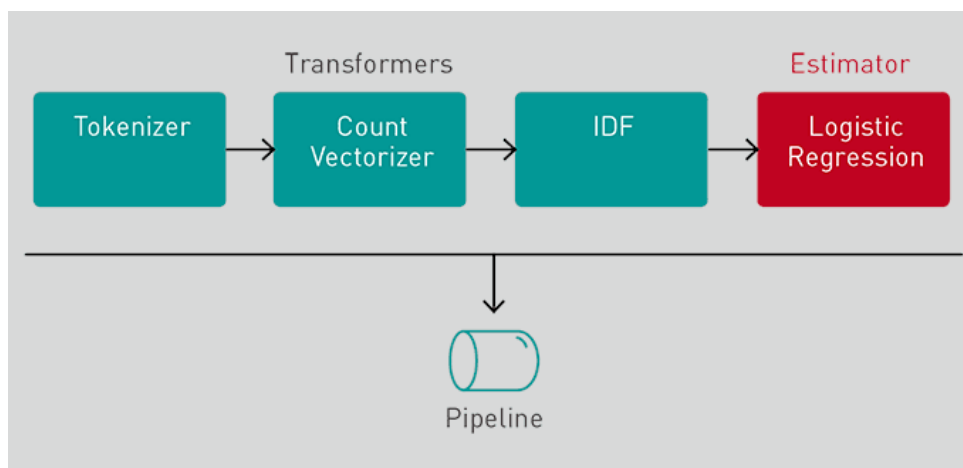 Transformers
Estimator
Tokenizer
Count
Vectorizer
IDF
Logistic
Regression
Pipeline